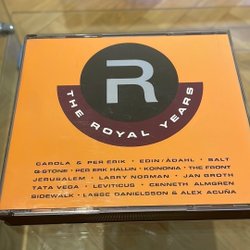 R
THE ROYAL YEARS
CAROLA & PER ERIK · EDIN/ÅDAHL · SALT
G-STONE · PER ERIK HALLIN · KOINONIA · THE FRONT
JERUSALEM · LARRY NORMAN · JAN GROTH
TATA VEGA · LEVITICUS · CENNETH ALMGREN
SIDEWALK · LASSE DANIELSSON & ALEX ACUÑA